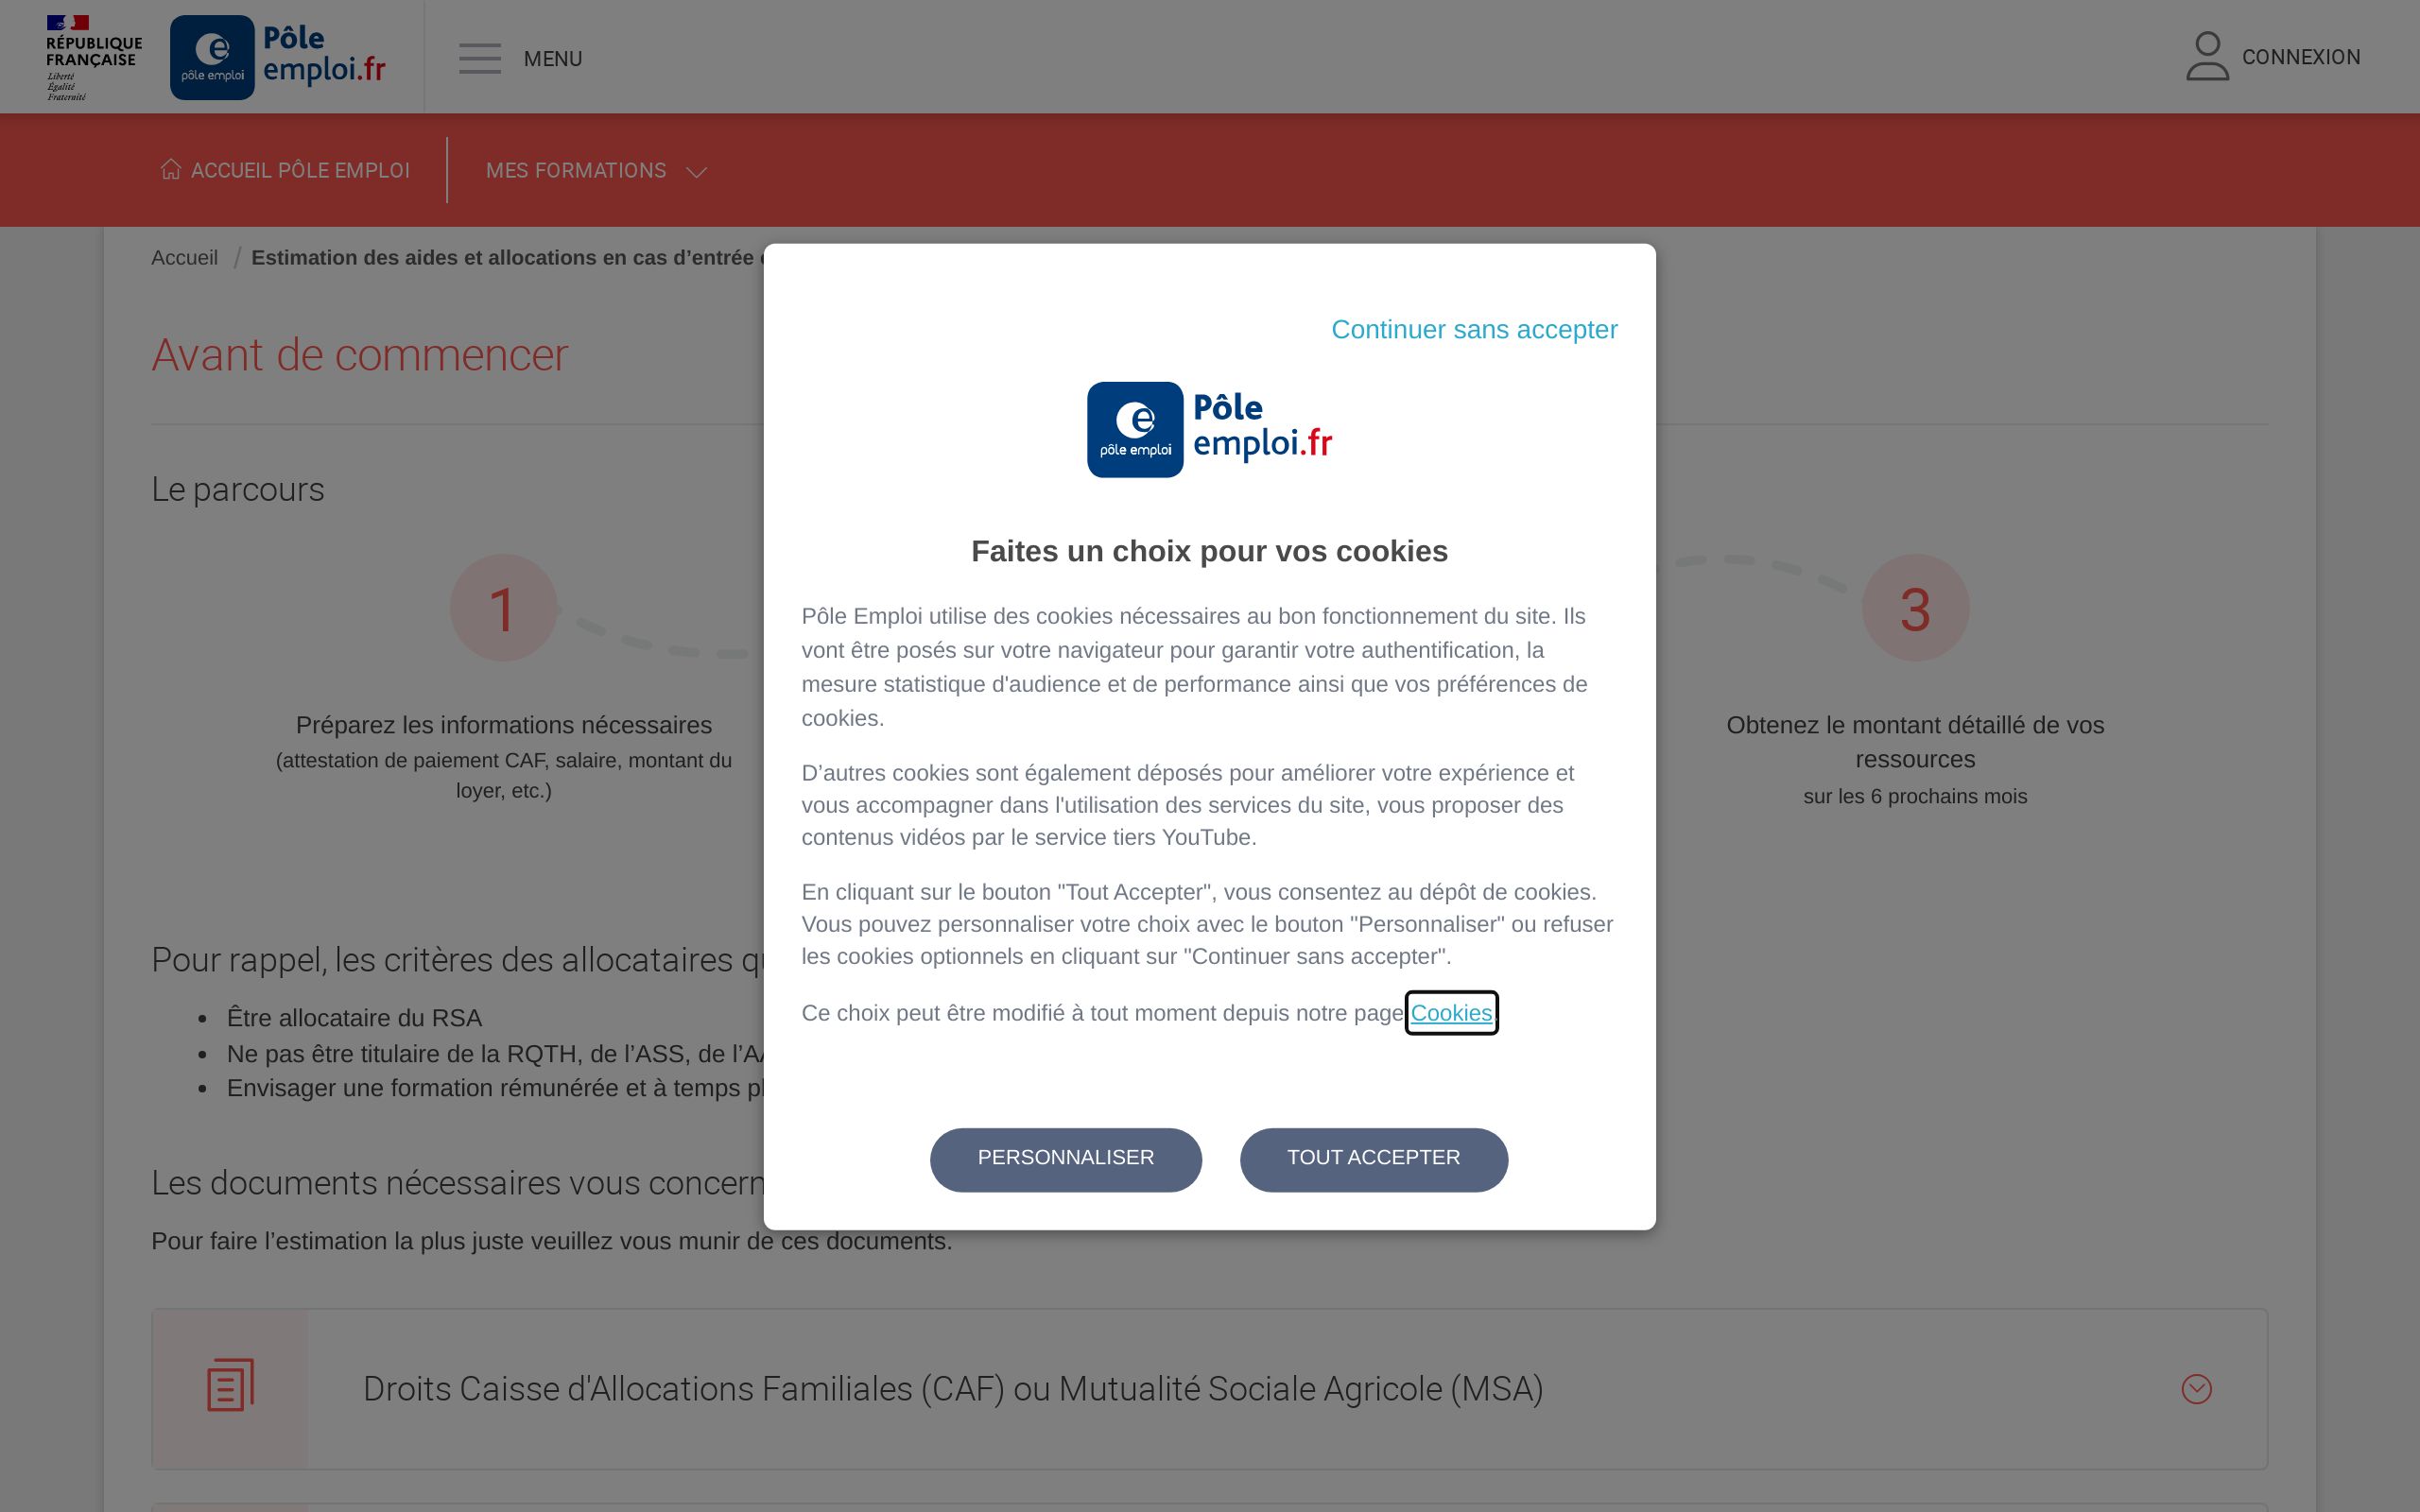 RÉPUBLIQUE
FRANÇAISE
Liberté
Égalité
Fraternité
pôle emploi
Pôle
emploi.fr
MENU
CONNEXION
ACCUEIL PÔLE EMPLOI
MES FORMATIONS
Accueil / Estimation des aides et allocations en cas d’entrée
Avant de commencer
Le parcours
1
Préparez les informations nécessaires
(attestation de paiement CAF, salaire, montant du
loyer, etc.)
3
Obtenez le montant détaillé de vos
ressources
sur les 6 prochains mois
Continuer sans accepter
pôle emploi
Pôle
emploi.fr
Faites un choix pour vos cookies
Pôle Emploi utilise des cookies nécessaires au bon fonctionnement du site. Ils
vont être posés sur votre navigateur pour garantir votre authentification, la
mesure statistique d'audience et de performance ainsi que vos préférences de
cookies.
D’autres cookies sont également déposés pour améliorer votre expérience et
vous accompagner dans l'utilisation des services du site, vous proposer des
contenus vidéos par le service tiers YouTube.
En cliquant sur le bouton "Tout Accepter", vous consentez au dépôt de cookies.
Vous pouvez personnaliser votre choix avec le bouton "Personnaliser" ou refuser
les cookies optionnels en cliquant sur "Continuer sans accepter".
Ce choix peut être modifié à tout moment depuis notre page Cookies.
PERSONNALISER
TOUT ACCEPTER
Pour rappel, les critères des allocataires
• Être allocataire du RSA
• Ne pas être titulaire de la RQTH, de l’ASS, de
• Envisager une formation rémunérée et à temps
Les documents nécessaires vous
Pour faire l’estimation la plus juste veuillez vous munir de ces documents.
Droits Caisse d'Allocations Familiales (CAF) ou Mutualité Sociale Agricole (MSA)